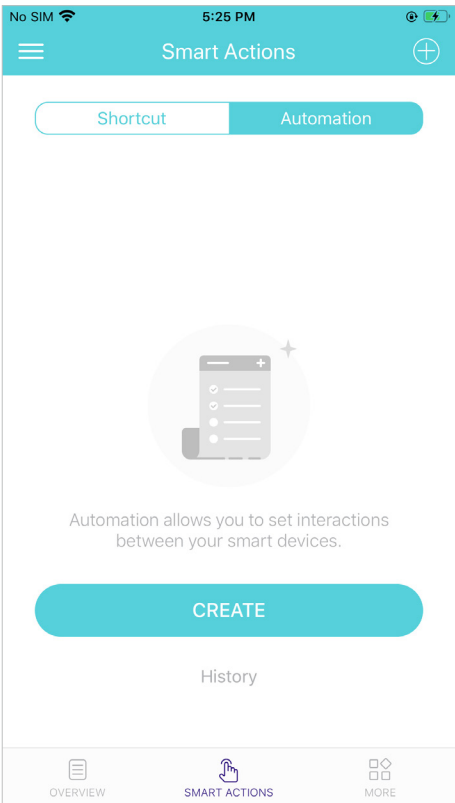 No SIM 5:25 PM
Smart Actions
Shortcut Automation
Automation allows you to set interactions
between your smart devices.
CREATE
History
OVERVIEW SMART ACTIONS MORE